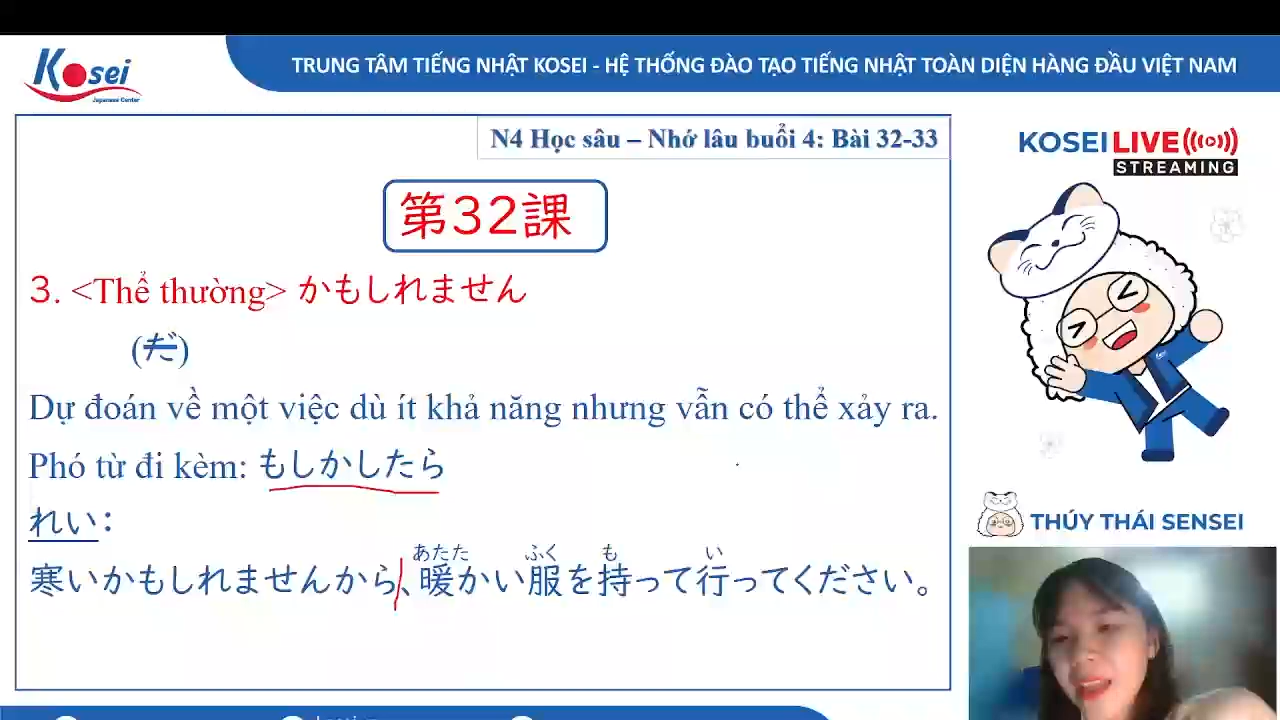 Kosei
Japanese Center
TRUNG TÂM TIẾNG NHẬT KOSEI - HỆ THỐNG ĐÀO TẠO TIẾNG NHẬT TOÀN DIỆN HÀNG ĐẦU VIỆT NAM
N4 Học sâu – Nhớ lâu buổi 4: Bài 32-33
KOSEI LIVE
STREAMING
第32課
3. <Thể thường> かもしれません
(だ)
Dự đoán về một việc dù ít khả năng nhưng vẫn có thể xảy ra.
Phó từ đi kèm: もしかしたら
れい:
あたた ふく も い
寒いかもしれませんから、暖かい服を持って行ってください。
THÚY THÁI SENSEI